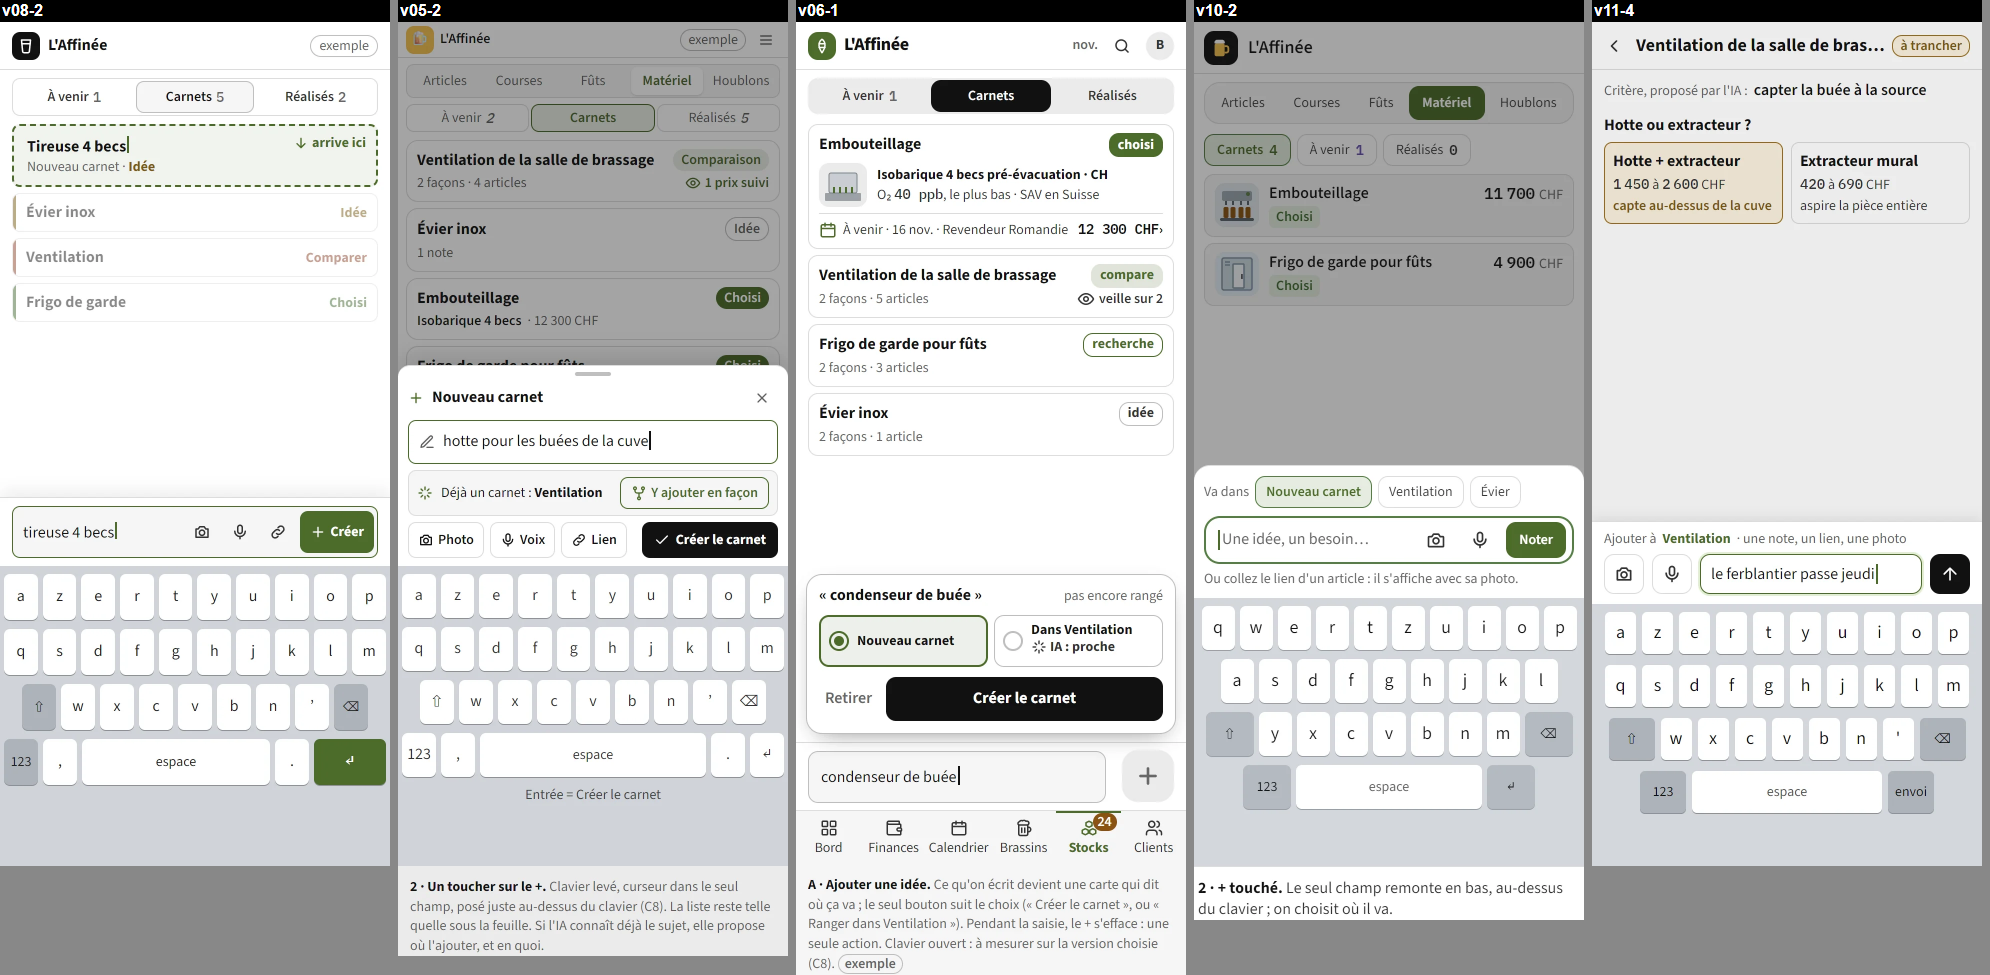 v08-2
L'Affinée
exemple
À venir 1
Carnets 5
Réalisés 2
Tireuse 4 becs
↓ arrive ici
Nouveau carnet · Idée
Évier inox
Idée
Ventilation
Comparer
Frigo de garde
Choisi
tireuse 4 becs
+ Créer
a z e r t y u i o p
q s d f g h j k l m
⇧ w x c v b n ' ⌫
123 , espace . ↵
v05-2
L'Affinée
exemple
Articles
Courses
Fûts
Matériel
Houblons
À venir 2
Carnets
Réalisés 5
Ventilation de la salle de brassage
Comparaison
2 façons · 4 articles
1 prix suivi
Évier inox
Idée
1 note
Embouteillage
Choisi
Isobarique 4 becs · 12 300 CHF
Frigo de garde pour fûts
Choisi
+ Nouveau carnet
hotte pour les buées de la cuve
Déjà un carnet : Ventilation
Y ajouter en façon
Photo
Voix
Lien
Créer le carnet
a z e r t y u i o p
q s d f g h j k l m
⇧ w x c v b n ' ⌫
123 , espace . ↵
Entrée = Créer le carnet
2 · Un toucher sur le +. Clavier levé, curseur dans le seul
champ, posé juste au-dessus du clavier (C8). La liste reste telle
quelle sous la feuille. Si l'IA connaît déjà le sujet, elle propose
où l'ajouter, et en quoi.
v06-1
L'Affinée
nov.
B
À venir 1
Carnets
Réalisés
Embouteillage
choisi
Isobarique 4 becs pré-évacuation · CH
O₂ 40 ppb, le plus bas · SAV en Suisse
À venir · 16 nov. · Revendeur Romandie
12 300 CHF›
Ventilation de la salle de brassage
compare
2 façons · 5 articles
veille sur 2
Frigo de garde pour fûts
recherche
2 façons · 3 articles
Évier inox
idée
2 façons · 1 article
« condenseur de buée »
pas encore rangé
Nouveau carnet
Dans Ventilation
IA : proche
Retirer
Créer le carnet
condenseur de buée
+
24
Bord
Finances
Calendrier
Brassins
Stocks
Clients
A · Ajouter une idée. Ce qu'on écrit devient une carte qui dit
où ça va ; le seul bouton suit le choix (« Créer le carnet », ou «
Ranger dans Ventilation »). Pendant la saisie, le + s'efface : une
seule action. Clavier ouvert : à mesurer sur la version choisie
(C8). exemple
v10-2
L'Affinée
Articles
Courses
Fûts
Matériel
Houblons
Carnets 4
À venir 1
Réalisés 0
Embouteillage
11 700 CHF
Choisi
Frigo de garde pour fûts
4 900 CHF
Choisi
Va dans
Nouveau carnet
Ventilation
Évier
Une idée, un besoin…
Noter
Ou collez le lien d'un article : il s'affiche avec sa photo.
q w e r t z u i o p
a s d f g h j k l
⇧ y x c v b n m ⌫
123 espace ↵
2 · + touché. Le seul champ remonte en bas, au-dessus
du clavier ; on choisit où il va.
v11-4
Ventilation de la salle de bras…
à trancher
Critère, proposé par l'IA : capter la buée à la source
Hotte ou extracteur ?
Hotte + extracteur
1 450 à 2 600 CHF
capte au-dessus de la cuve
Extracteur mural
420 à 690 CHF
aspire la pièce entière
Ajouter à Ventilation · une note, un lien, une photo
le ferblantier passe jeudi
a z e r t y u i o p
q s d f g h j k l m
⇧ w x c v b n ' ⌫
123 espace envoi